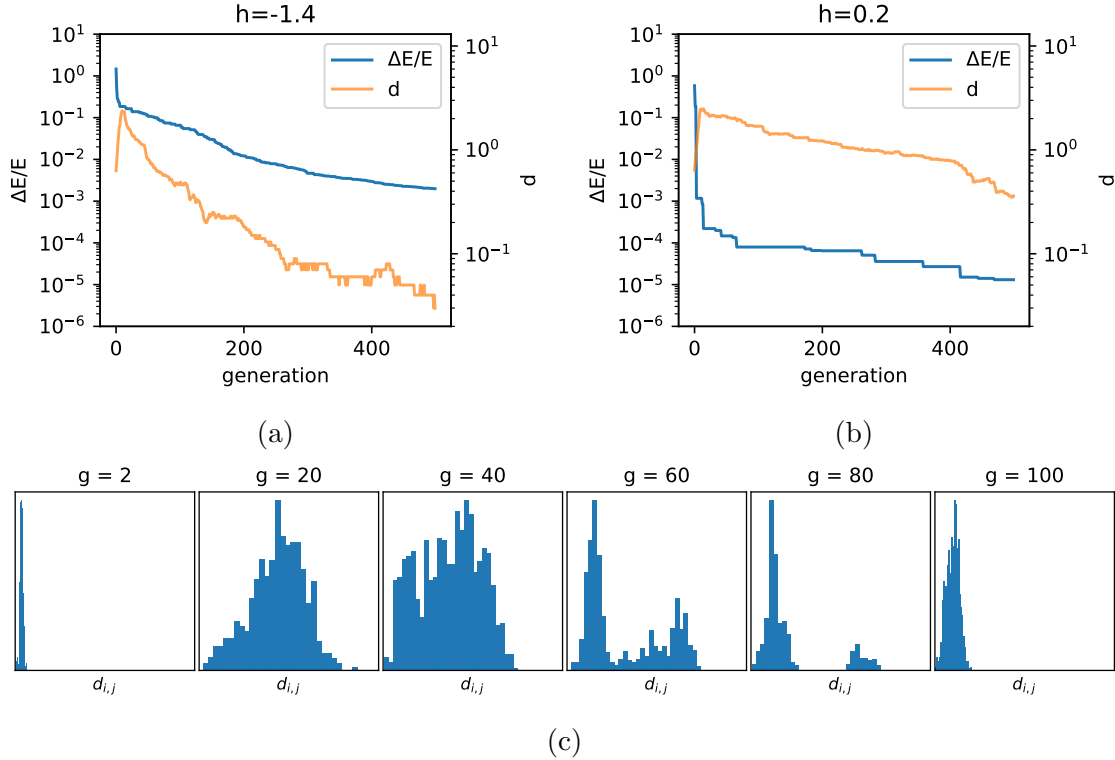 h=-1.4
ΔE/E
d
10^1
10^0
10^-1
10^-2
10^-3
10^-4
10^-5
10^-6
ΔE/E
10^1
10^0
10^-1
d
0
200
400
generation
(a)
h=0.2
ΔE/E
d
10^1
10^0
10^-1
10^-2
10^-3
10^-4
10^-5
10^-6
ΔE/E
10^1
10^0
10^-1
d
0
200
400
generation
(b)
g = 2
g = 20
g = 40
g = 60
g = 80
g = 100
d_{i,j}
d_{i,j}
d_{i,j}
d_{i,j}
d_{i,j}
d_{i,j}
(c)